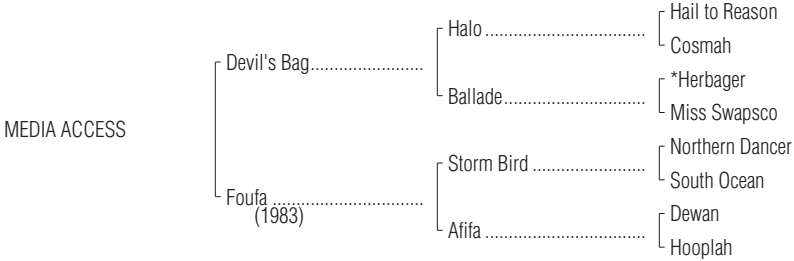 Hail to Reason
Halo
Cosmah
Devil's Bag
*Herbager
Ballade
Miss Swapsco
MEDIA ACCESS
Northern Dancer
Storm Bird
South Ocean
Foufa
(1983)
Dewan
Afifa
Hooplah